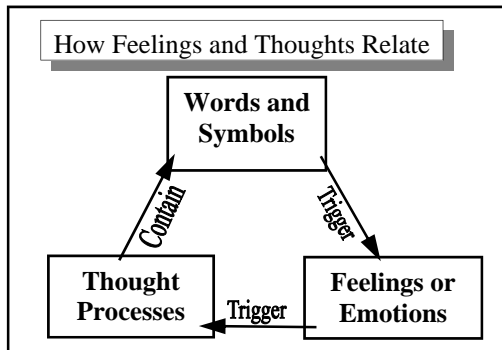 How Feelings and Thoughts Relate
Words and
Symbols
Contain
Trigger
Thought
Processes
Trigger
Feelings or
Emotions